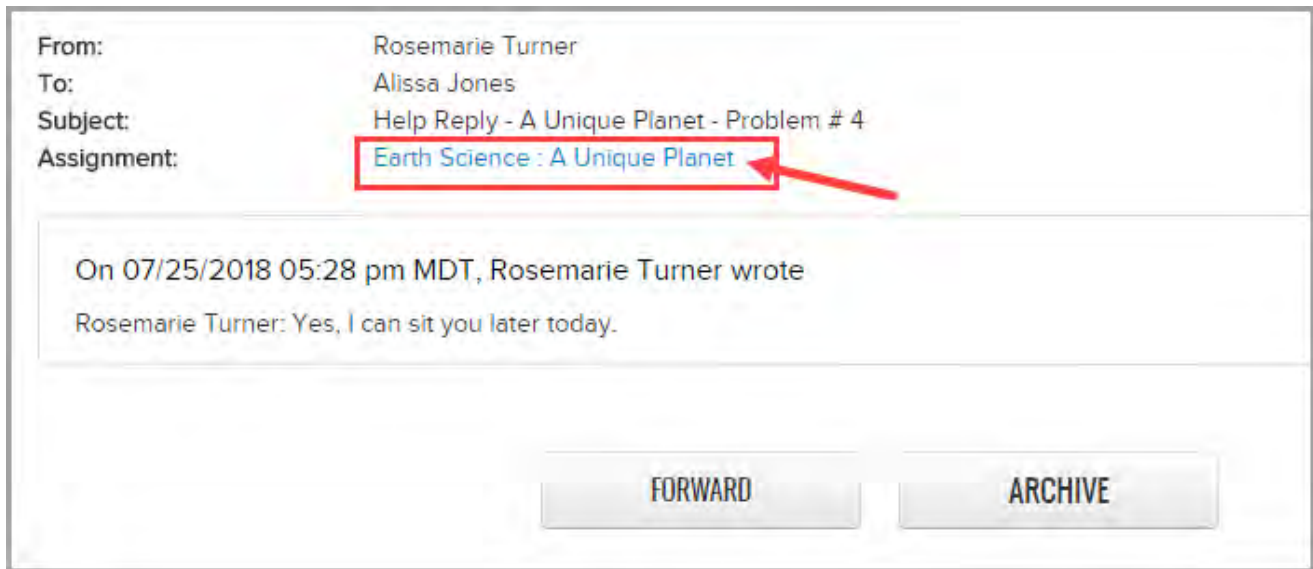 From: Rosemarie Turner
To: Alissa Jones
Subject: Help Reply - A Unique Planet - Problem # 4
Assignment: Earth Science : A Unique Planet
On 07/25/2018 05:28 pm MDT, Rosemarie Turner wrote
Rosemarie Turner: Yes, I can sit you later today.
FORWARD ARCHIVE